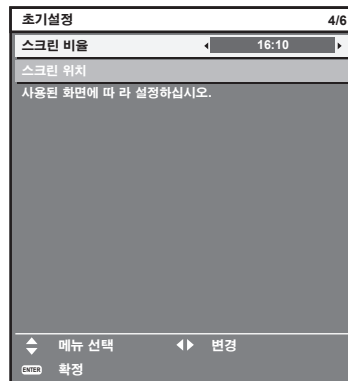 초기설정 4/6
스크린 비율 16:10
스크린 위치
사용된 화면에 따 라 설정하십시오.
메뉴 선택 변경
ENTER 확정